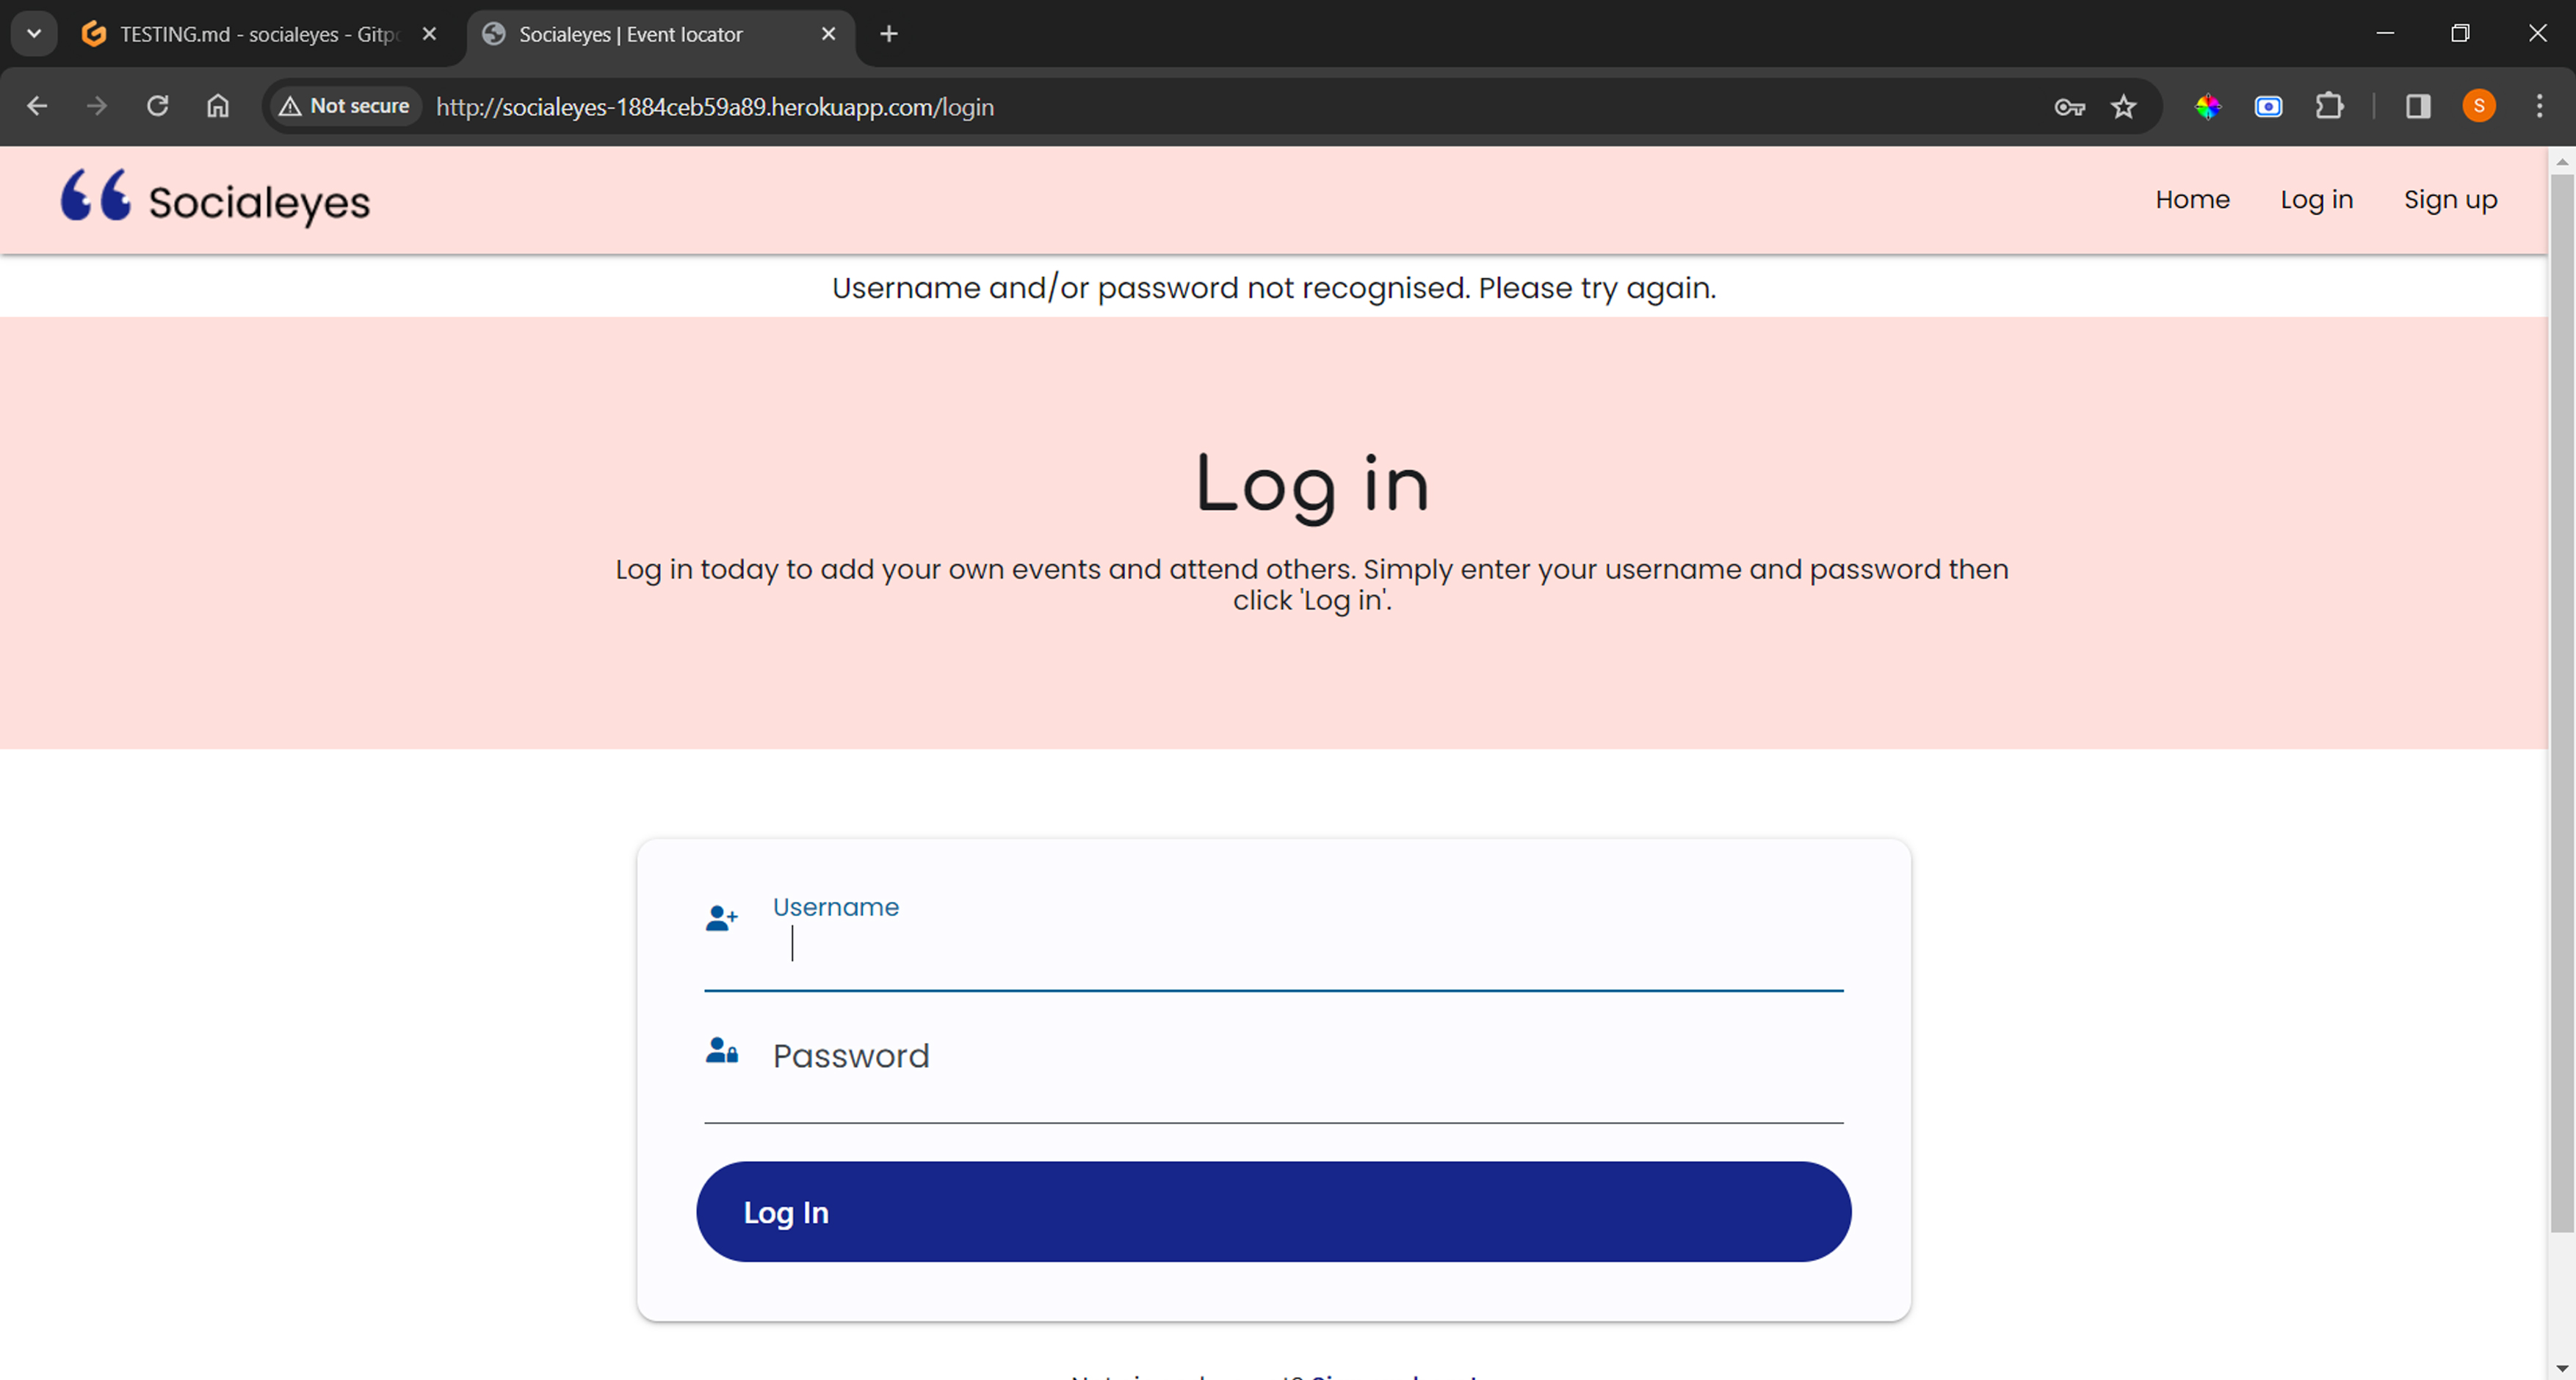 TESTING.md - socialeyes - Gitp
Socialeyes | Event locator
Not secure
http://socialeyes-1884ceb59a89.herokuapp.com/login
S
Socialeyes
Home
Log in
Sign up
Username and/or password not recognised. Please try again.
Log in
Log in today to add your own events and attend others. Simply enter your username and password then
click 'Log in'.
Username
Password
Log In